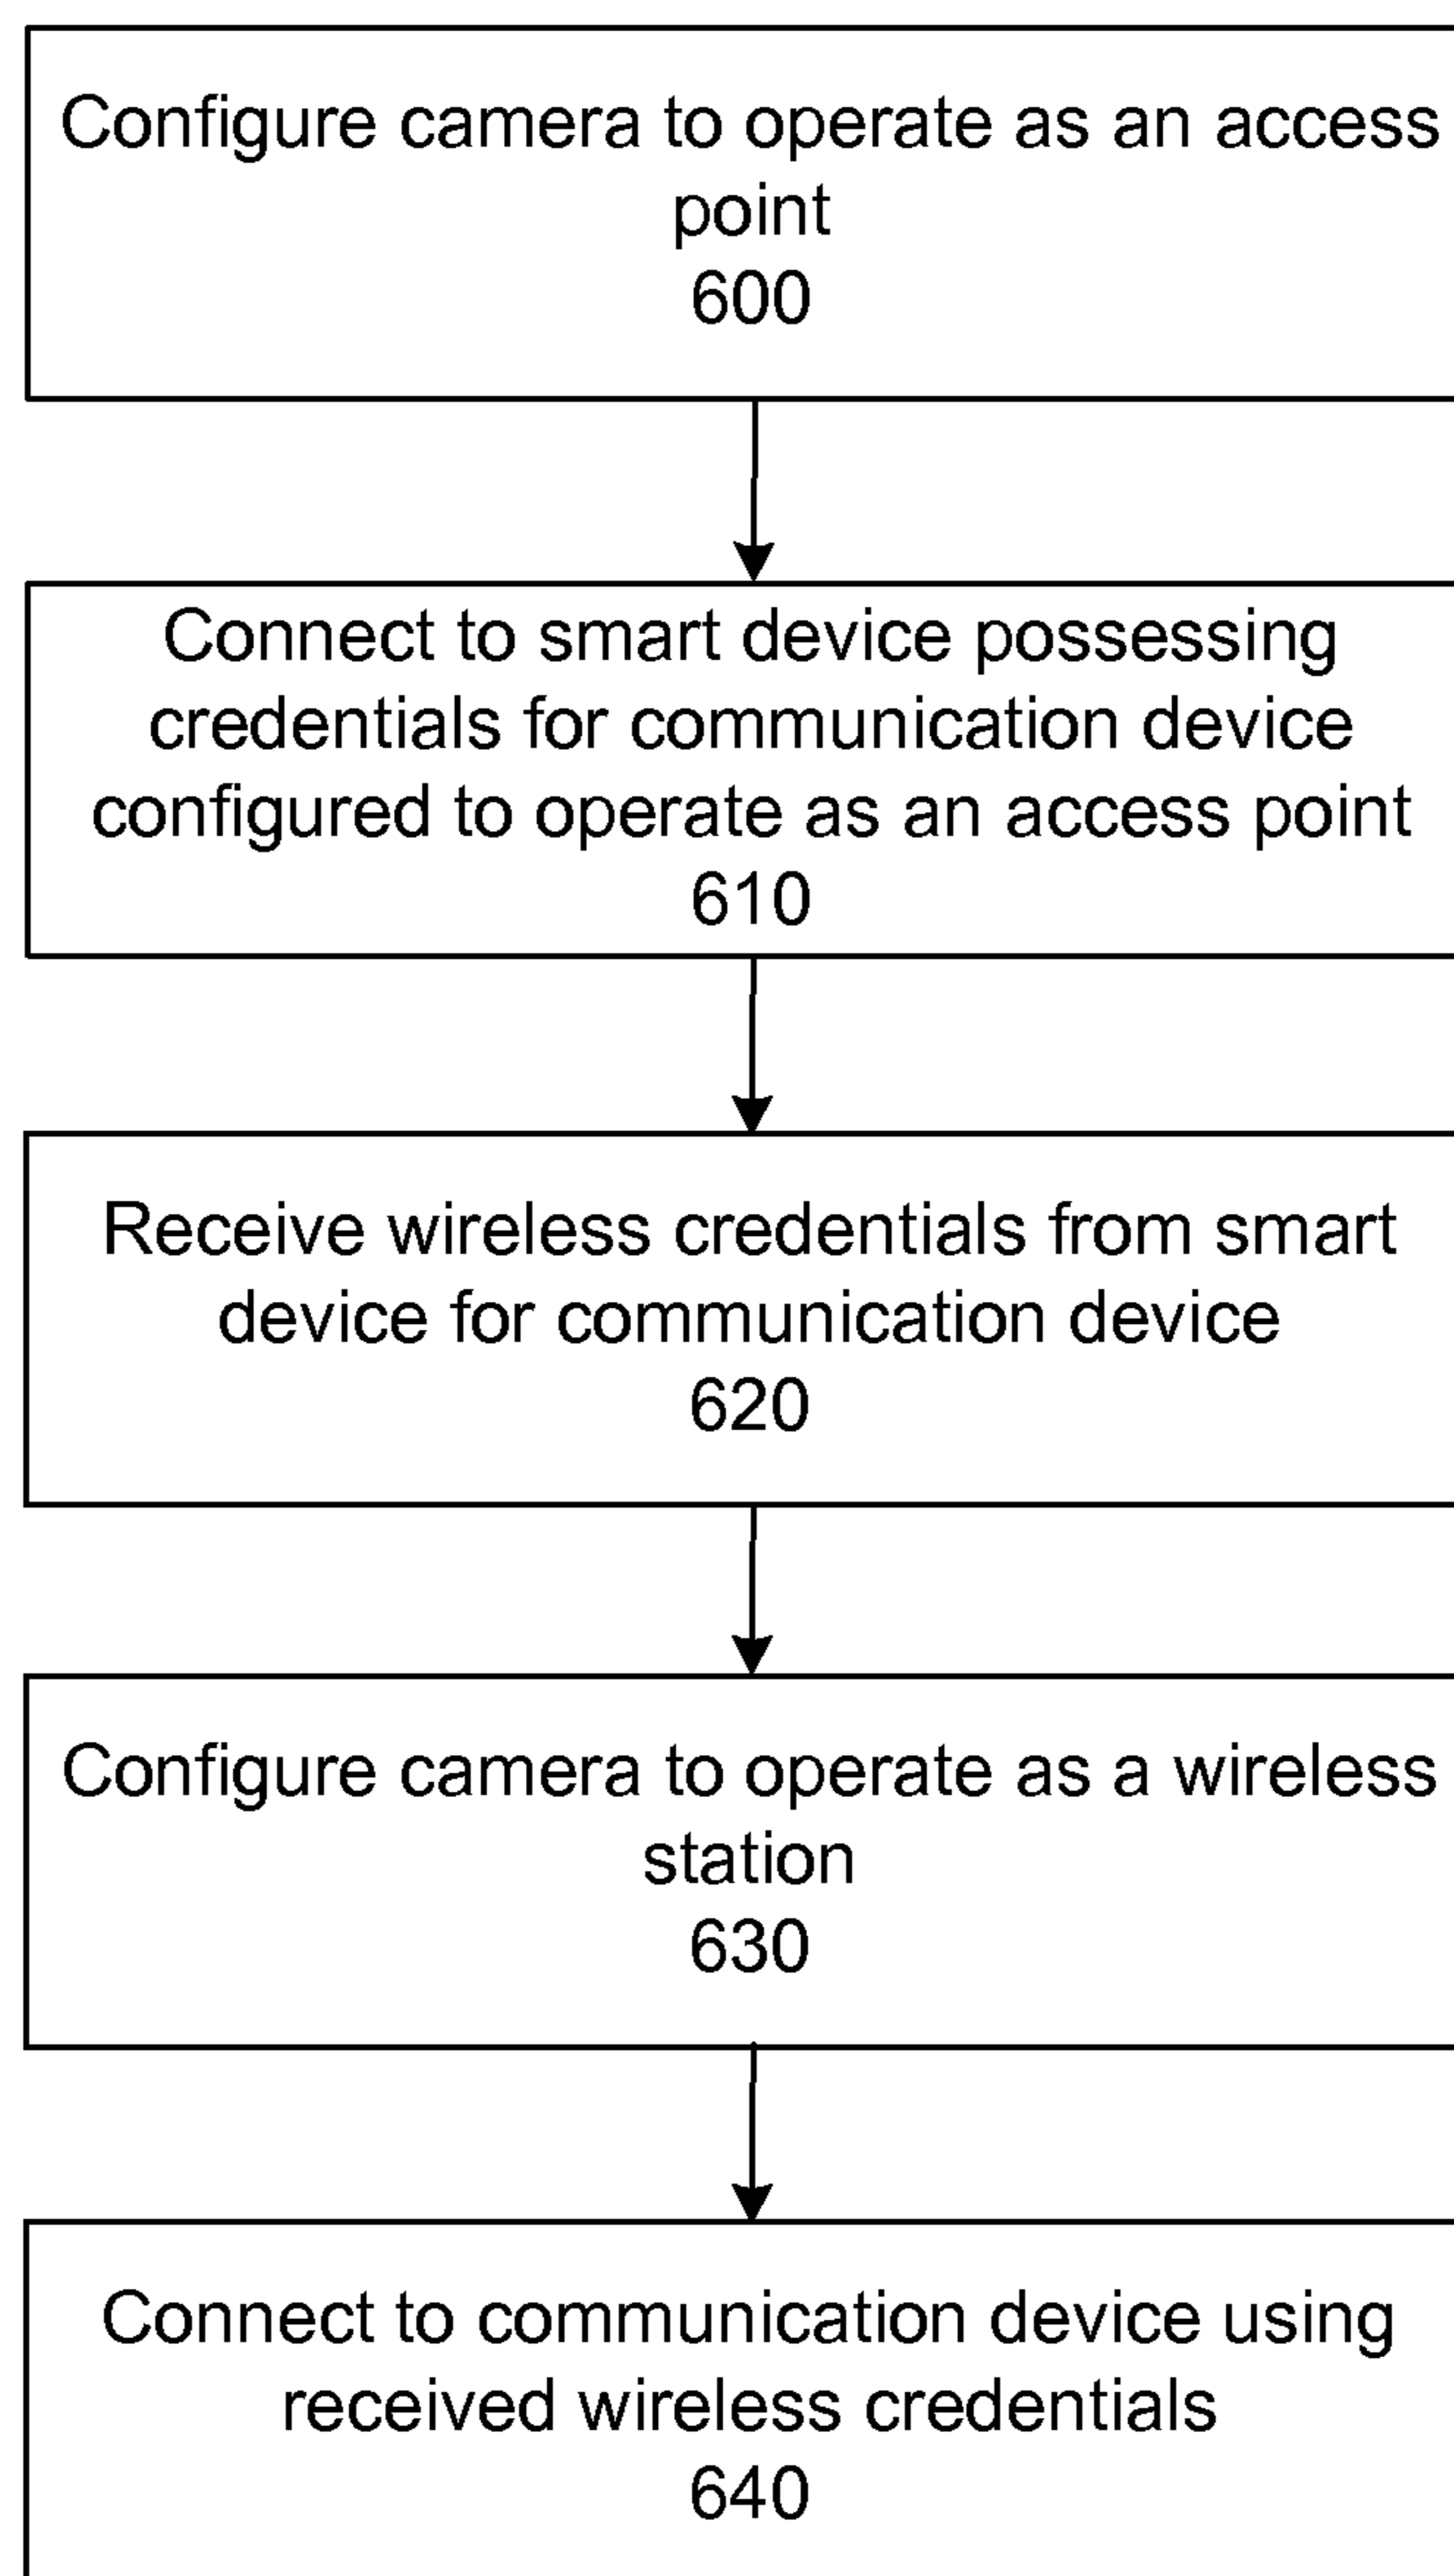 Configure camera to operate as an access
point
600
Connect to smart device possessing
credentials for communication device
configured to operate as an access point
610
Receive wireless credentials from smart
device for communication device
620
Configure camera to operate as a wireless
station
630
Connect to communication device using
received wireless credentials
640